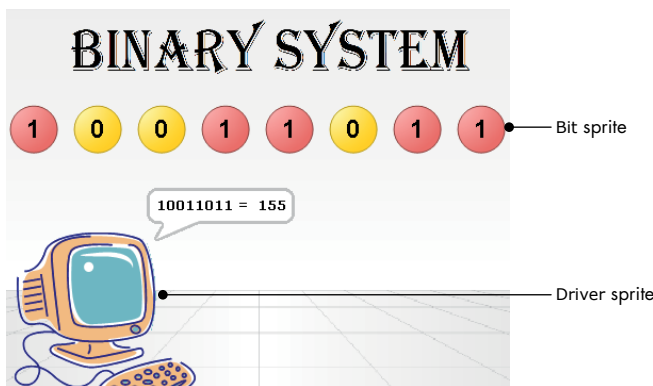 BINARY SYSTEM
1 0 0 1 1 0 1 1
Bit sprite
10011011 = 155
Driver sprite